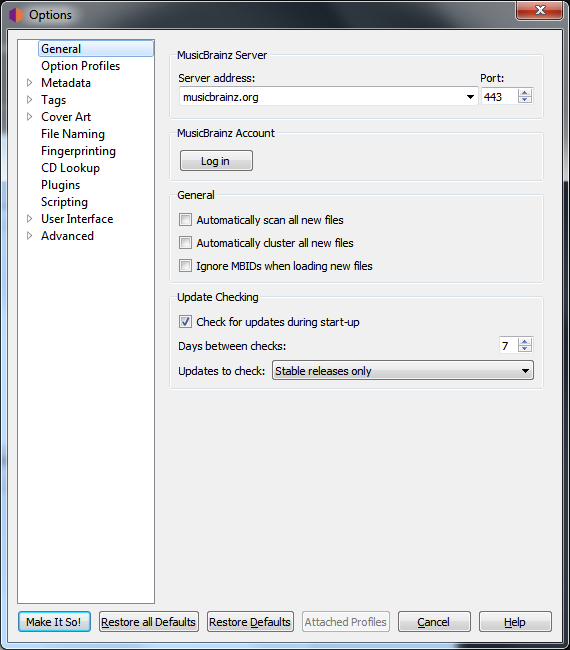 Options
General
Option Profiles
Metadata
Tags
Cover Art
File Naming
Fingerprinting
CD Lookup
Plugins
Scripting
User Interface
Advanced
MusicBrainz Server
Server address: Port:
musicbrainz.org 443
MusicBrainz Account
Log in
General
Automatically scan all new files
Automatically cluster all new files
Ignore MBIDs when loading new files
Update Checking
Check for updates during start-up
Days between checks: 7
Updates to check: Stable releases only
Make It So! Restore all Defaults Restore Defaults Attached Profiles Cancel Help